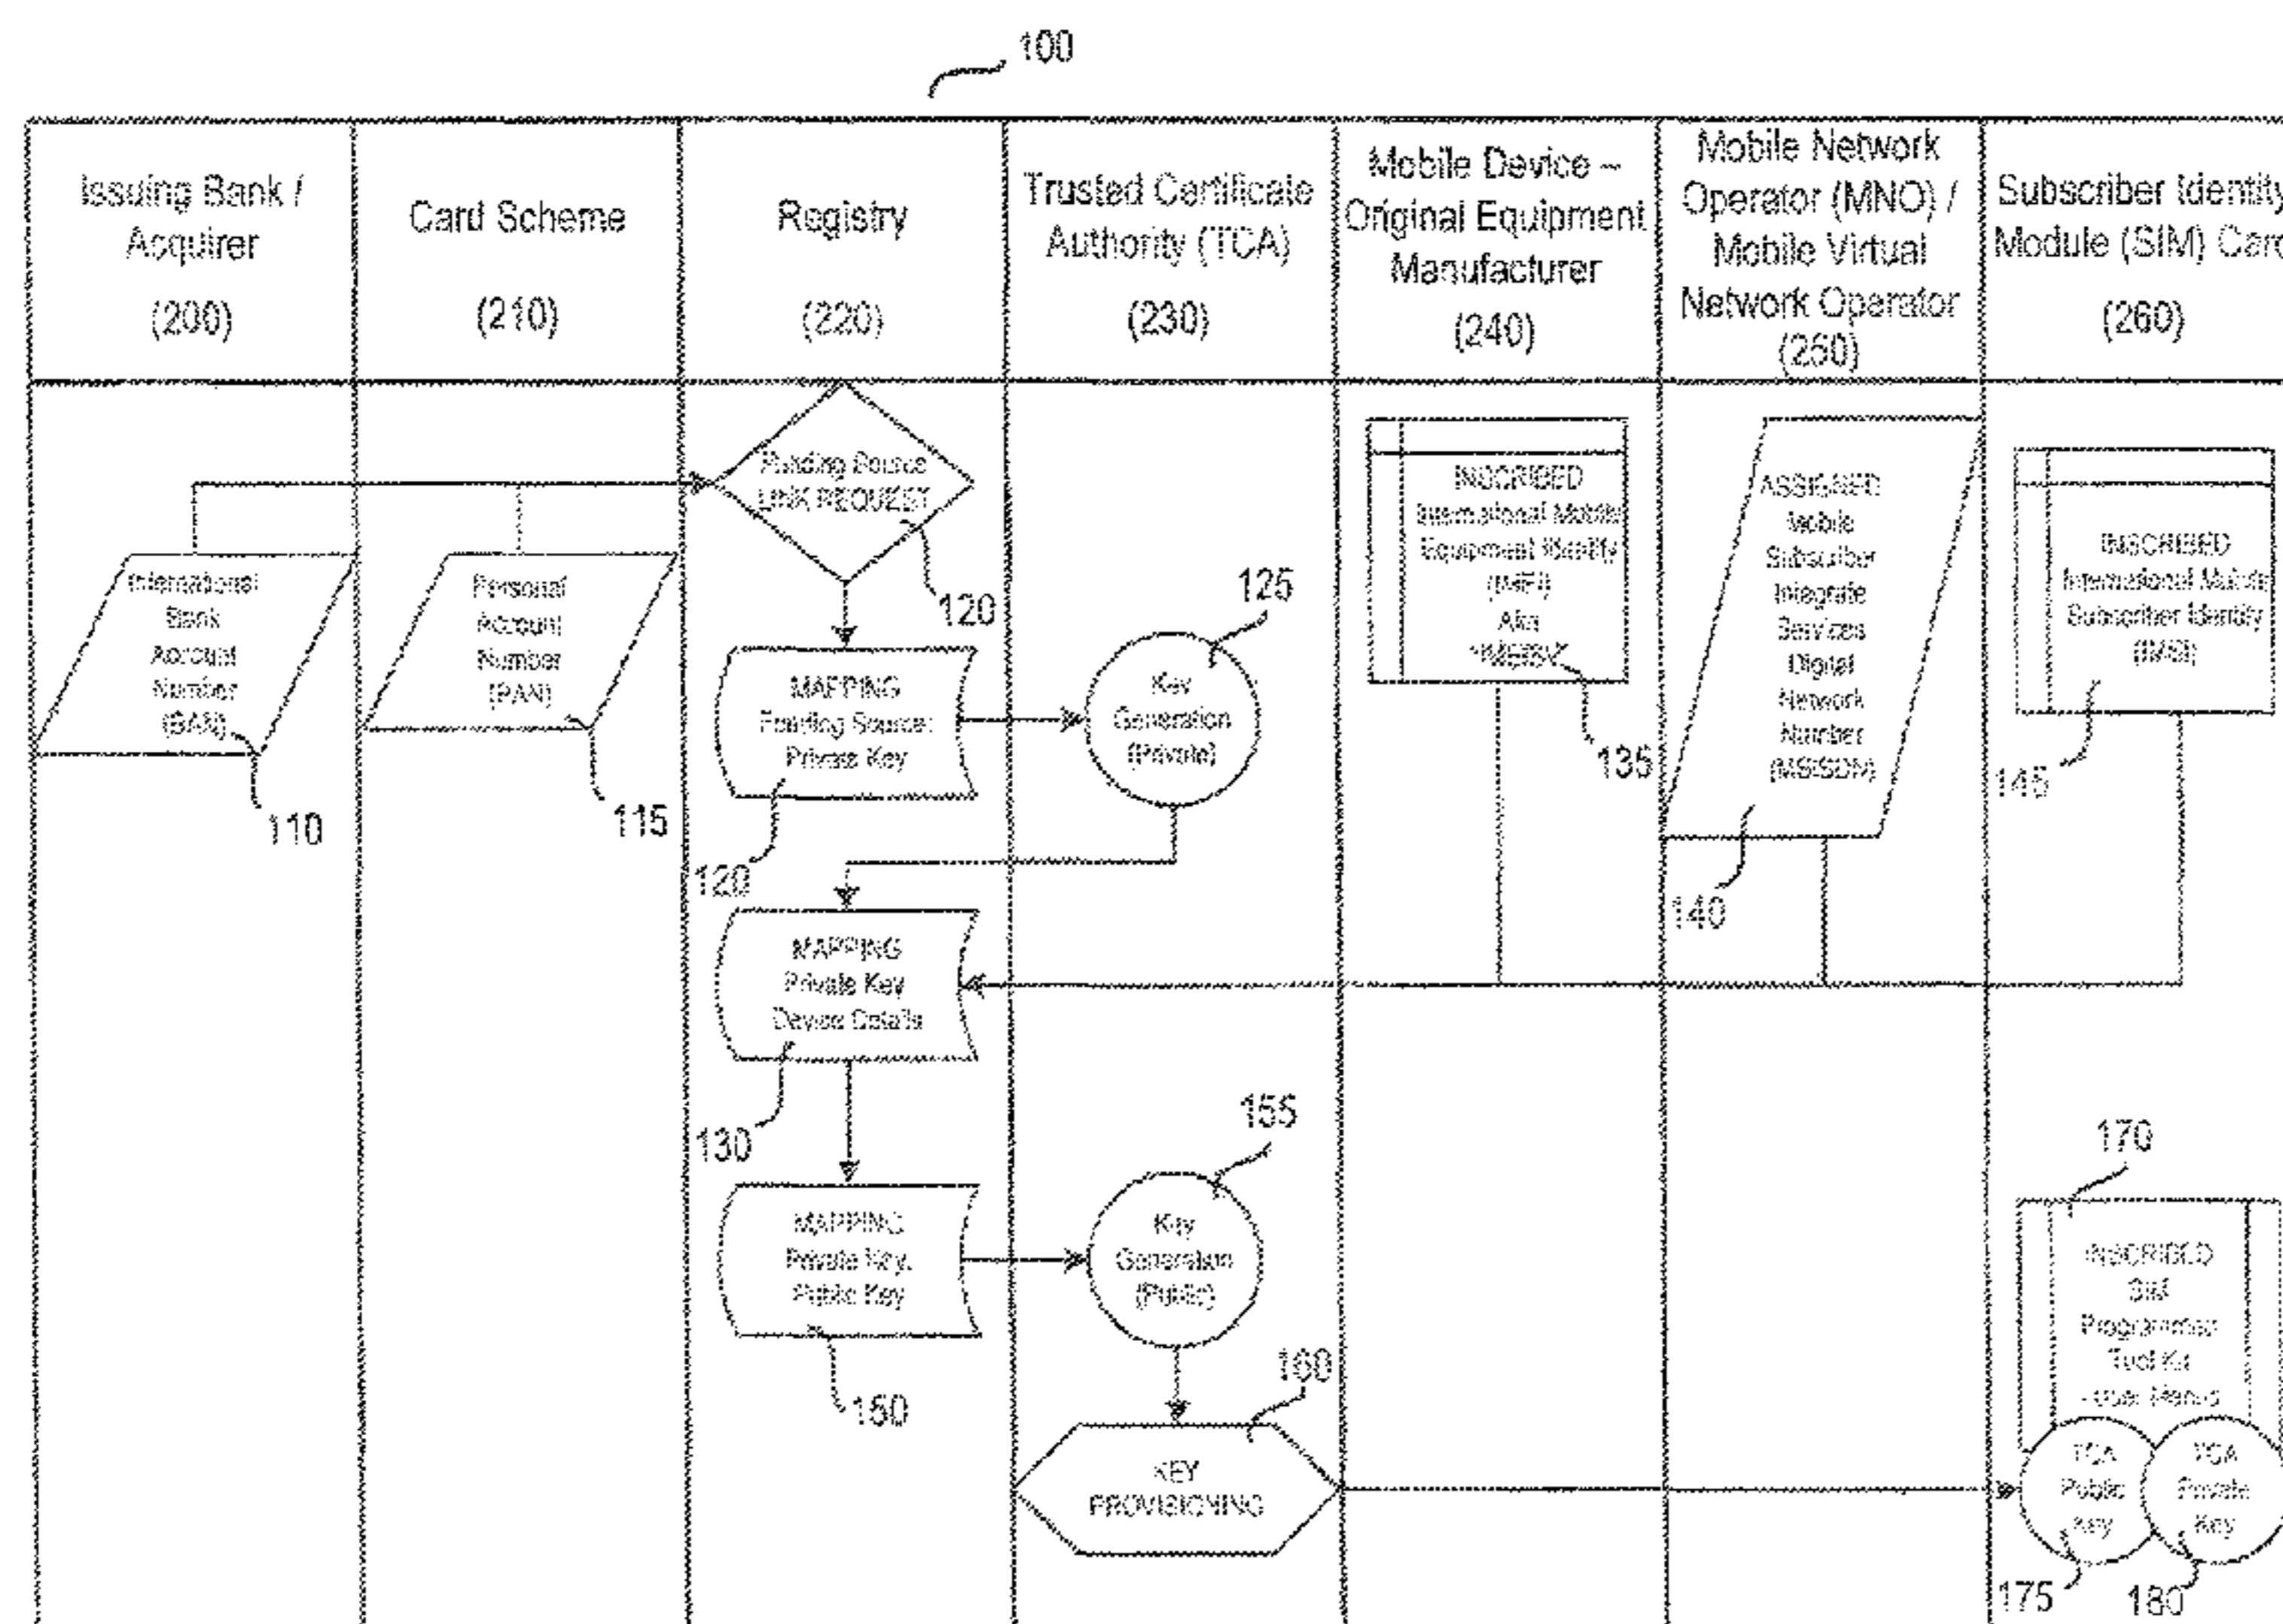 100
Issuing Bank /
Acquirer
(200)
Card Scheme
(210)
Registry
(220)
Trusted Certificate
Authority (TCA)
(230)
Mobile Device –
Original Equipment
Manufacturer
(240)
Mobile Network
Operator (MNO) /
Mobile Virtual
Network Operator
(250)
Subscriber Identity
Module (SIM) Card
(260)
Funding Source
LINK REQUEST
120
International
Bank
Account
Number
110
Personal
Account
Number
(PAN)
115
MAPPING
Funding Source:
Private Key
120
125
Key
Generation
(Private)
INSCRIBED
International Mobile
Equipment Identity
(IMEI)
Aka
135
ASSIGNED
Mobile
Subscriber
Integrate
Services
Digital
Network
Number
(MSISDN)
140
INSCRIBED
International Mobile
Subscriber Identity
(IMSI)
145
MAPPING
Private Key
Device Details
130
MAPPING
Private Key:
Public Key
150
155
Key
Generation
(Public)
160
KEY
PROVISIONING
170
INSCRIBED
SIM
Programmed
Tool Kit
- User Menus
TCA
Public
Key
175
TCA
Private
Key
180